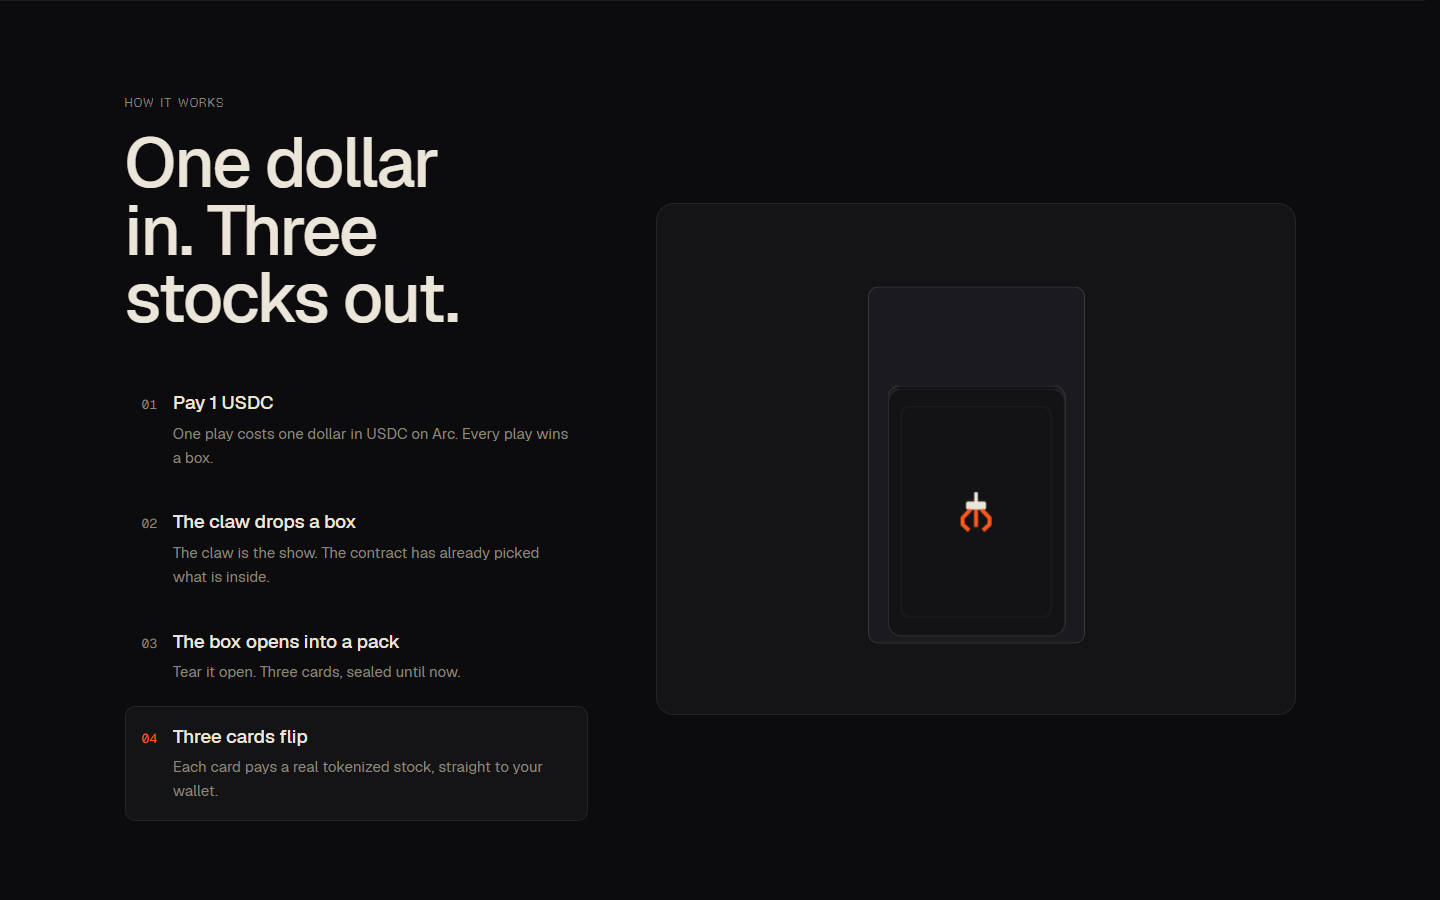 HOW IT WORKS
One dollar
in. Three
stocks out.
01 Pay 1 USDC
One play costs one dollar in USDC on Arc. Every play wins
a box.
02 The claw drops a box
The claw is the show. The contract has already picked
what is inside.
03 The box opens into a pack
Tear it open. Three cards, sealed until now.
04 Three cards flip
Each card pays a real tokenized stock, straight to your
wallet.